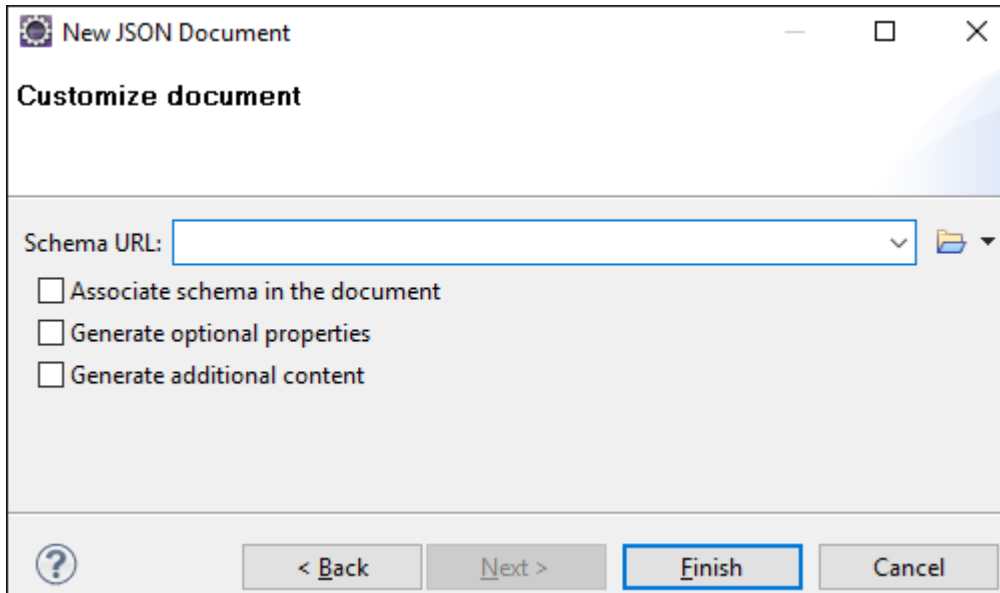 New JSON Document
Customize document
Schema URL:
Associate schema in the document
Generate optional properties
Generate additional content
? < Back Next > Finish Cancel